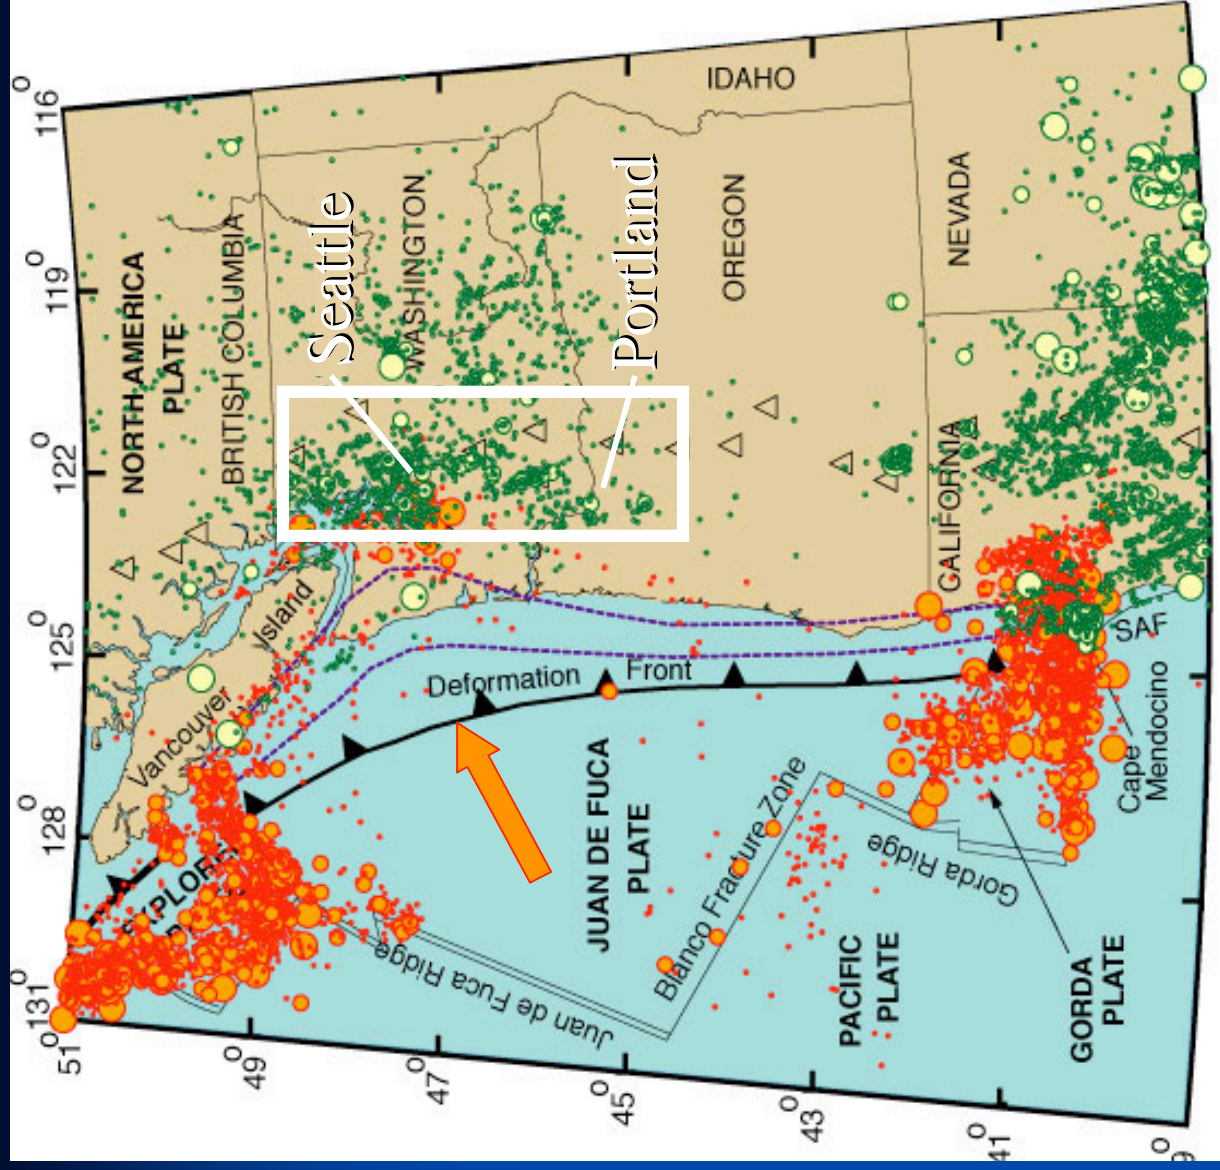 116°
119°
122°
125°
128°
131°
51°
49°
47°
45°
43°
41°
NORTH AMERICA
PLATE
BRITISH COLUMBIA
Seattle
WASHINGTON
Portland
IDAHO
OREGON
NEVADA
CALIFORNIA
Vancouver
Island
Deformation
Front
JUAN DE FUCA
PLATE
Juan de Fuca Ridge
Blanco Fracture Zone
Gorda Ridge
PACIFIC
PLATE
GORDA
PLATE
SAF
Cape
Mendocino